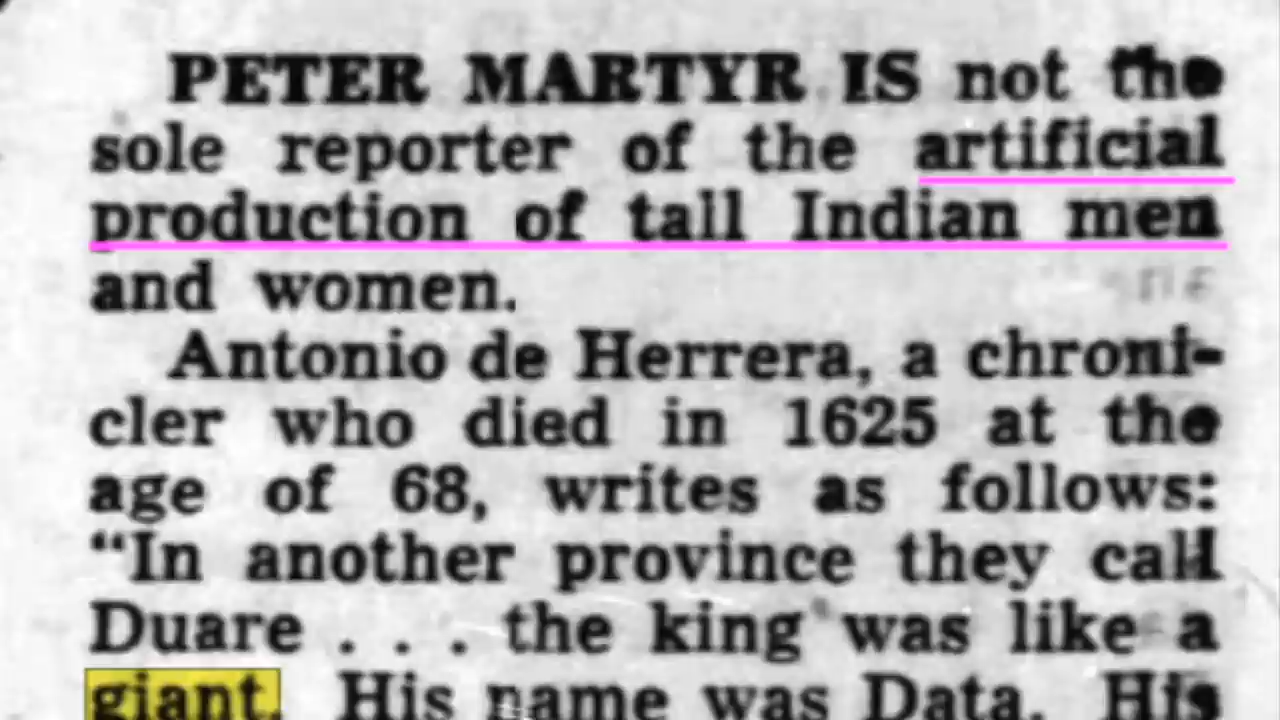 PETER MARTYR IS not the
sole reporter of the artificial
production of tall Indian men
and women.
Antonio de Herrera, a chroni-
cler who died in 1625 at the
age of 68, writes as follows:
"In another province they call
Duare . . . the king was like a
giant. His name was Data. His